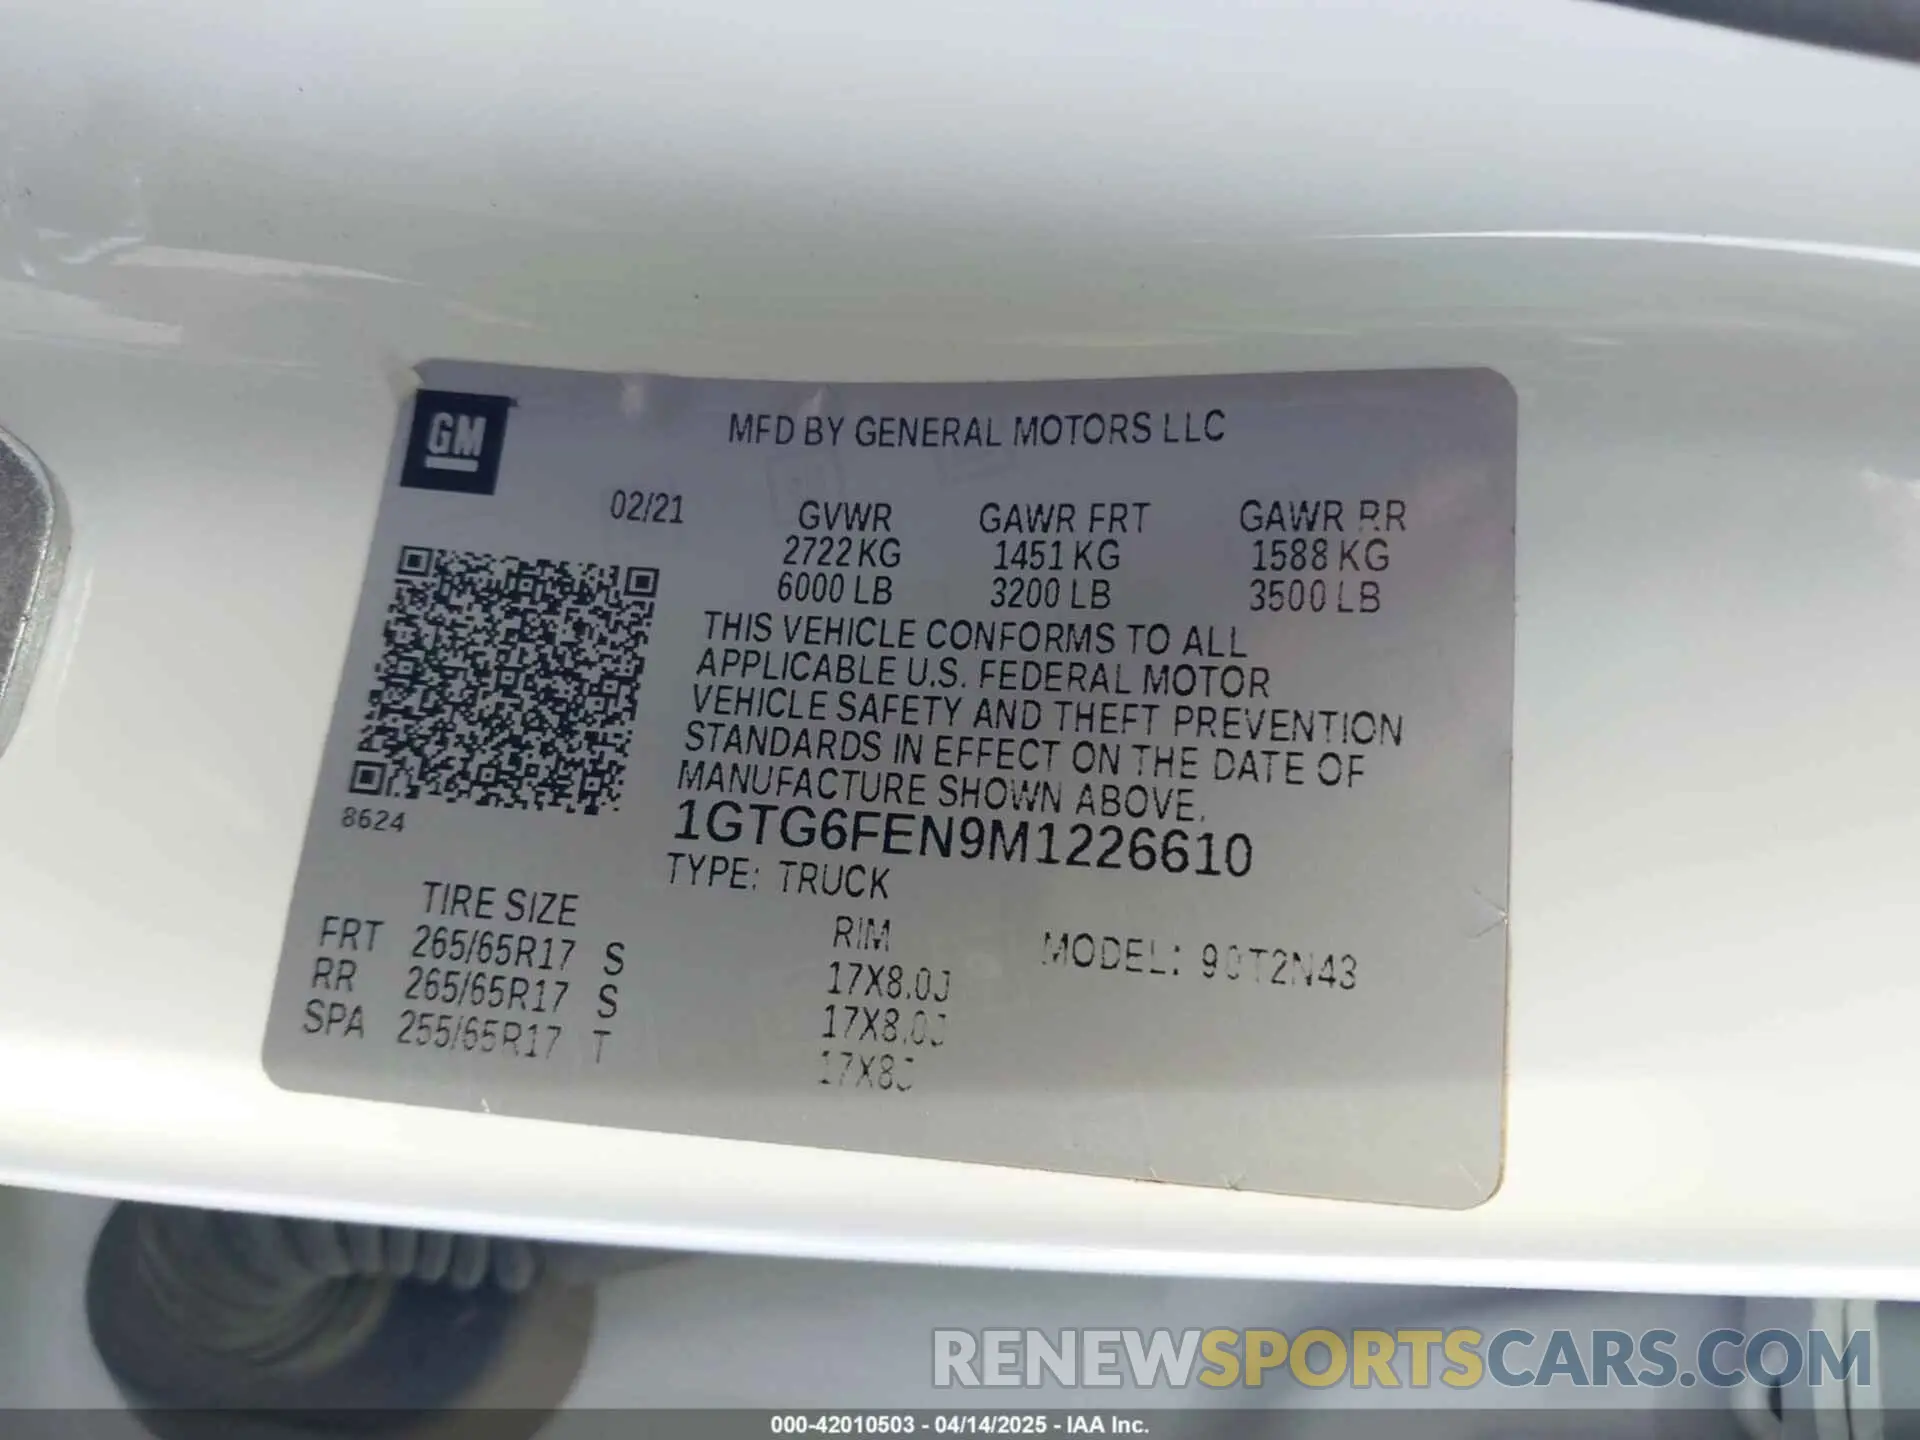 GM
MFD BY GENERAL MOTORS LLC
02/21 GVWR GAWR FRT GAWR RR
2722 KG 1451 KG 1588 KG
6000 LB 3200 LB 3500 LB
THIS VEHICLE CONFORMS TO ALL
APPLICABLE U.S. FEDERAL MOTOR
VEHICLE SAFETY AND THEFT PREVENTION
STANDARDS IN EFFECT ON THE DATE OF
MANUFACTURE SHOWN ABOVE.
8624
1GTG6FEN9M1226610
TYPE: TRUCK
TIRE SIZE RIM MODEL:
FRT 265/65R17 S 17X8.0J
RR 265/65R17 S 17X8.0J
SPA 255/65R17 T 17X8J
RENEWSPORTSCARS.COM
000-42010503 - 04/14/2025 - IAA Inc.